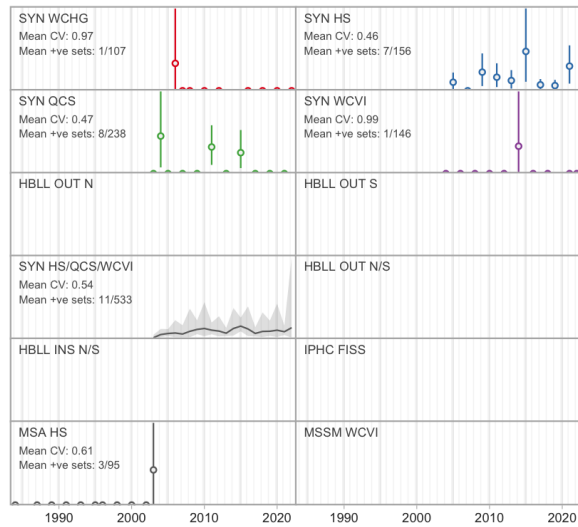 SYN WCHG
Mean CV: 0.97
Mean +ve sets: 1/107
SYN HS
Mean CV: 0.46
Mean +ve sets: 7/156
SYN QCS
Mean CV: 0.47
Mean +ve sets: 8/238
SYN WCVI
Mean CV: 0.99
Mean +ve sets: 1/146
HBLL OUT N
HBLL OUT S
SYN HS/QCS/WCVI
Mean CV: 0.54
Mean +ve sets: 11/533
HBLL OUT N/S
HBLL INS N/S
IPHC FISS
MSA HS
Mean CV: 0.61
Mean +ve sets: 3/95
MSSM WCVI
1990 2000 2010 2020
1990 2000 2010 2020